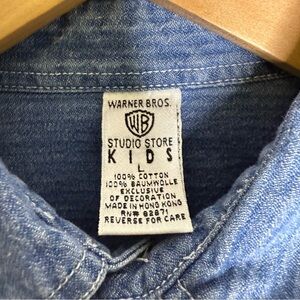 WARNER BROS.
WB
STUDIO STORE
KIDS
L
100% COTTON
100% BAUMWOLLE
EXCLUSIVE
OF DECORATION
MADE IN HONG KONG
RN# 82871
REVERSE FOR CARE